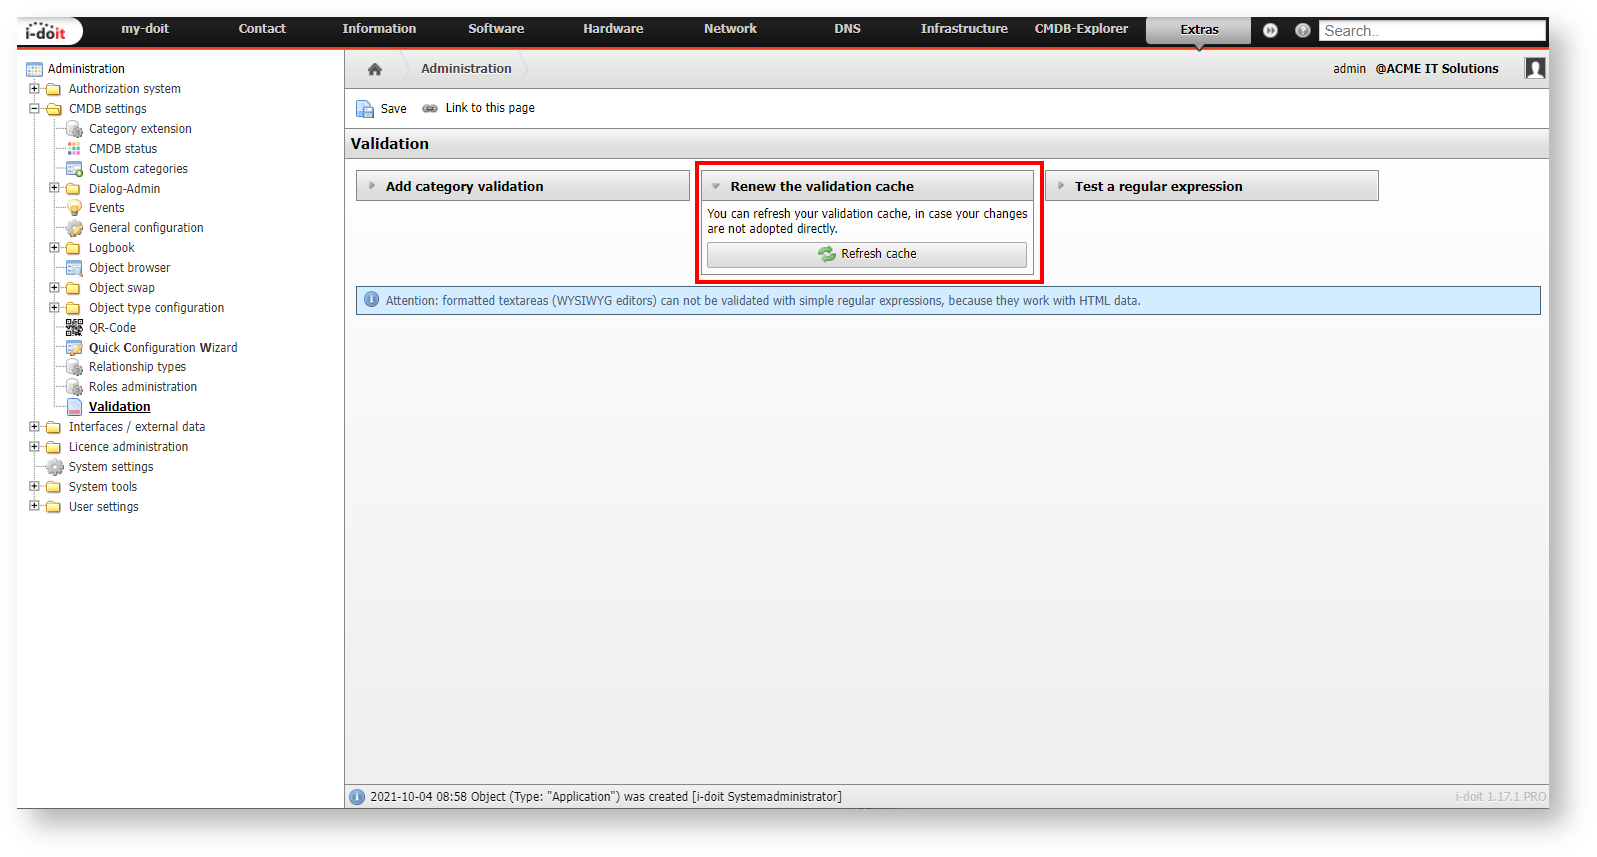 i-doit
my-doit
Contact
Information
Software
Hardware
Network
DNS
Infrastructure
CMDB-Explorer
Extras
Search..
Administration
Authorization system
CMDB settings
Category extension
CMDB status
Custom categories
Dialog-Admin
Events
General configuration
Logbook
Object browser
Object swap
Object type configuration
QR-Code
Quick Configuration Wizard
Relationship types
Roles administration
Validation
Interfaces / external data
Licence administration
System settings
System tools
User settings
Administration
admin @ACME IT Solutions
Save
Link to this page
Validation
Add category validation
Renew the validation cache
You can refresh your validation cache, in case your changes
are not adopted directly.
Refresh cache
Test a regular expression
Attention: formatted textareas (WYSIWYG editors) can not be validated with simple regular expressions, because they work with HTML data.
2021-10-04 08:58 Object (Type: "Application") was created [i-doit Systemadministrator]
i-doit 1.17.1 PRO